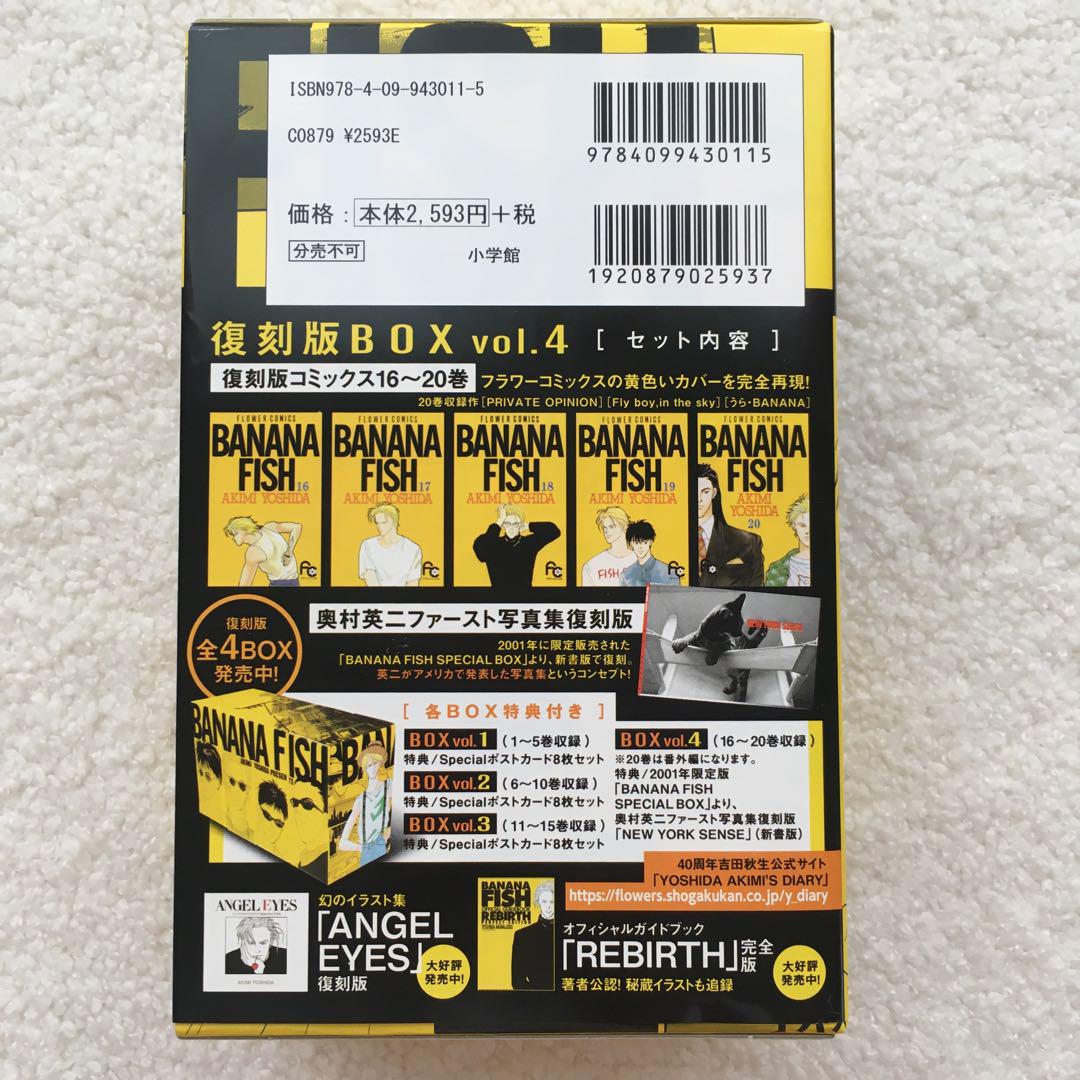 ISBN978-4-09-943011-5
C0879 ¥2593E
9784099430115
価格：本体2,593円＋税
分売不可
小学館
1920879025937
復刻版BOX vol.4 [ セット内容 ]
復刻版コミックス16〜20巻 フラワーコミックスの黄色いカバーを完全再現!
20巻収録作[PRIVATE OPINION][Fly boy,in the sky][うら・BANANA]
FLOWER COMICS
BANANA
FISH
16
AKIMI YOSHIDA
FLOWER COMICS
BANANA
FISH
17
AKIMI YOSHIDA
FLOWER COMICS
BANANA
FISH
18
AKIMI YOSHIDA
FLOWER COMICS
BANANA
FISH
19
AKIMI YOSHIDA
FISH
FLOWER COMICS
BANANA
FISH
AKIMI
YOSHIDA
20
復刻版
全4BOX
発売中!
奥村英二ファースト写真集復刻版
2001年に限定販売された
「BANANA FISH SPECIAL BOX」より、新書版で復刻。
英二がアメリカで発表した写真集というコンセプト!
NEW YORK SENSE
BANANA FISH
BANA
[ 各BOX特典付き ]
BOX vol.1 (1〜5巻収録)
特典/Specialポストカード8枚セット
BOX vol.2 (6〜10巻収録)
特典/Specialポストカード8枚セット
BOX vol.3 (11〜15巻収録)
特典/Specialポストカード8枚セット
BOX vol.4 (16〜20巻収録)
※20巻は番外編になります。
特典/2001年限定版
「BANANA FISH
SPECIAL BOX」より、
奥村英二ファースト写真集復刻版
「NEW YORK SENSE」(新書版)
40周年吉田秋生公式サイト
「YOSHIDA AKIMI'S DIARY」
https://flowers.shogakukan.co.jp/y_diary
ANGEL EYES
AKIMI YOSHIDA
幻のイラスト集
「ANGEL
EYES」
復刻版
大好評
発売中!
BANANA
FISH
OFFICIAL GUIDEBOOK
REBIRTH
PERFECT EDITION
オフィシャルガイドブック
「REBIRTH」完全版
著者公認! 秘蔵イラストも追録
大好評
発売中!